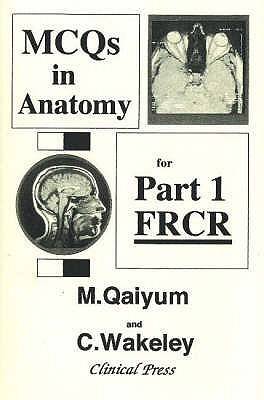 MCQs
in
Anatomy
for
Part 1
FRCR
M.Qaiyum
and
C.Wakeley
Clinical Press